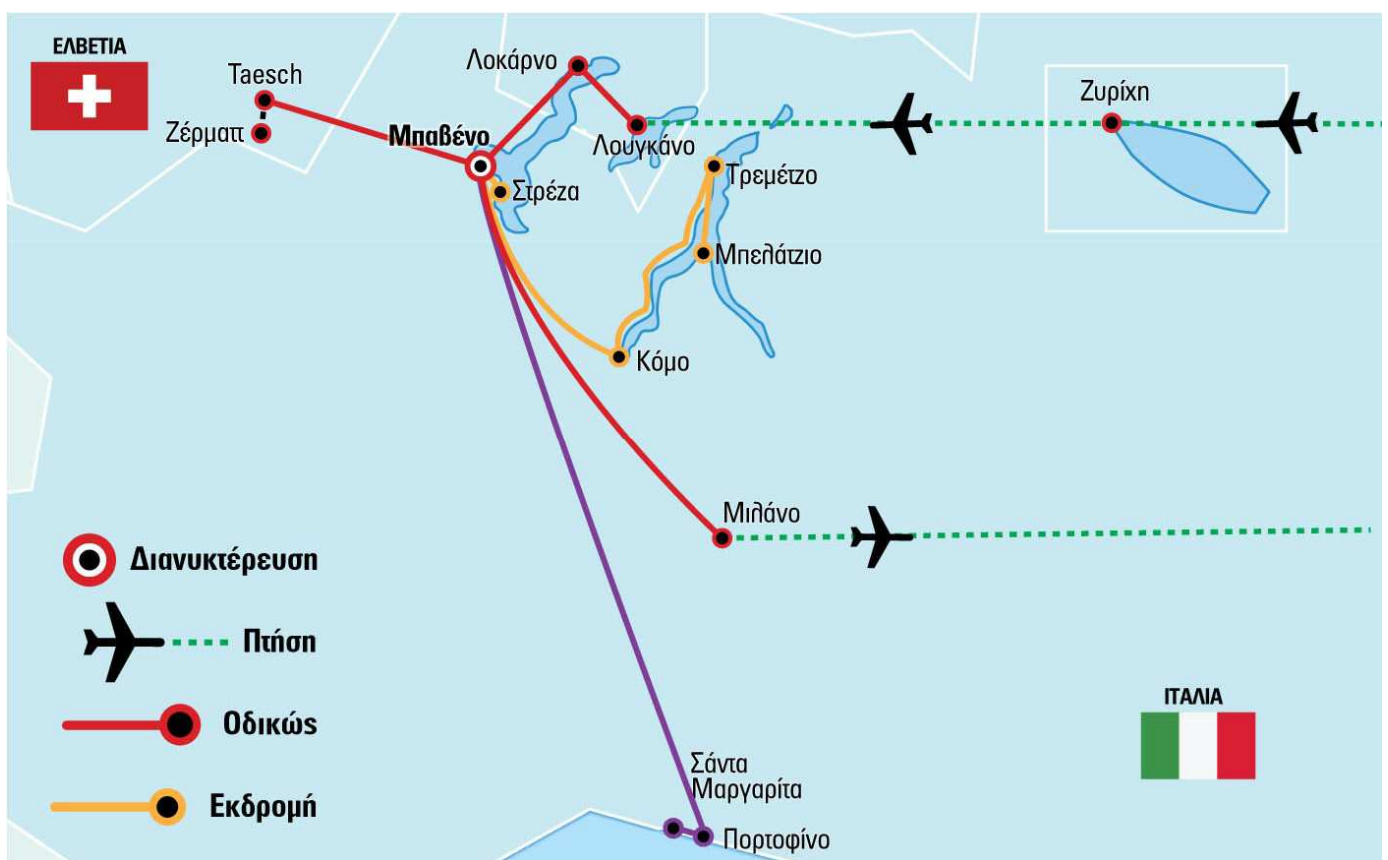 ΕΛΒΕΤΙΑ
Taesch
Ζέρματτ
Λοκάρνο
Μπαβένο
Λουγκάνο
Ζυρίχη
Στρέζα
Τρεμέτζο
Μπελάτζιο
Κόμο
Μιλάνο
Διανυκτέρευση
Πτήση
Οδικώς
Εκδρομή
ΙΤΑΛΙΑ
Σάντα
Μαργαρίτα
Πορτοφίνο